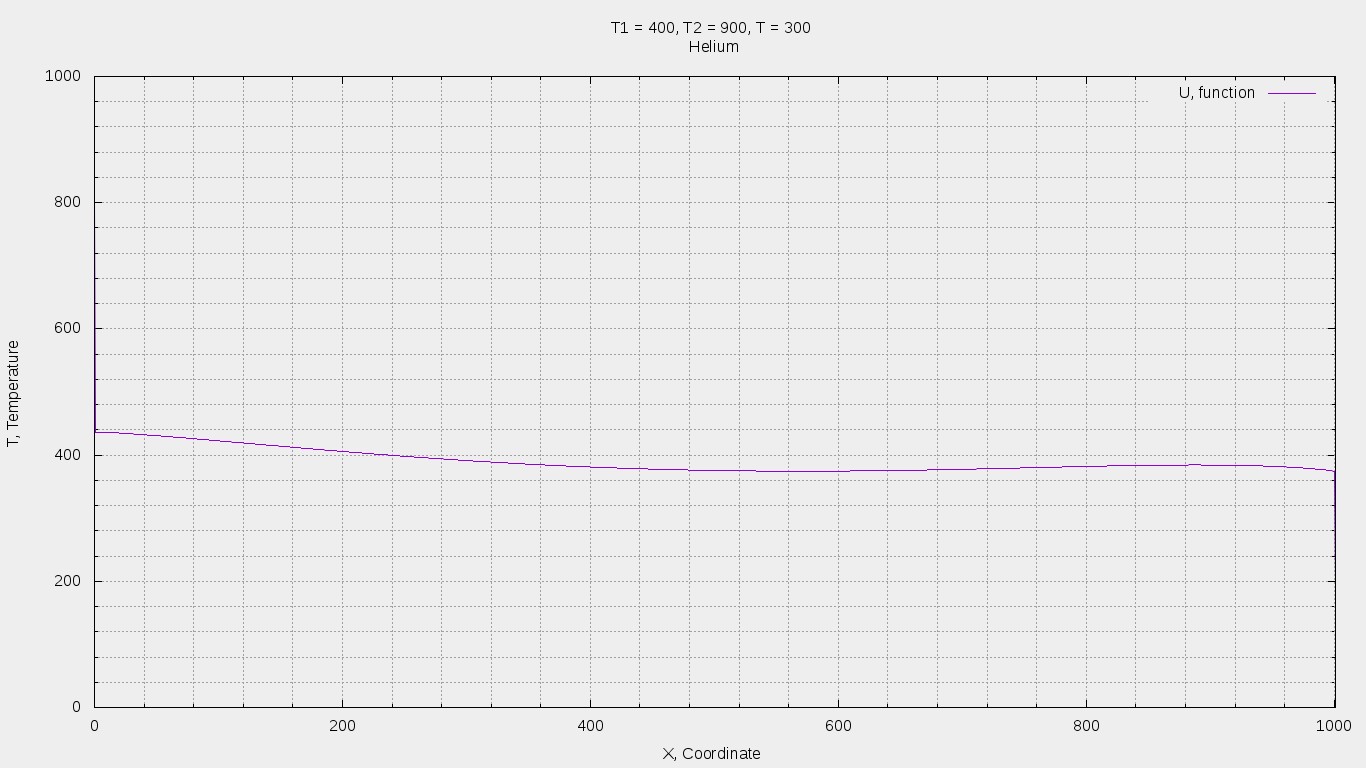 T1 = 400, T2 = 900, T = 300
Helium
U, function
1000
800
600
400
200
0
T, Temperature
0 200 400 600 800 1000
X, Coordinate